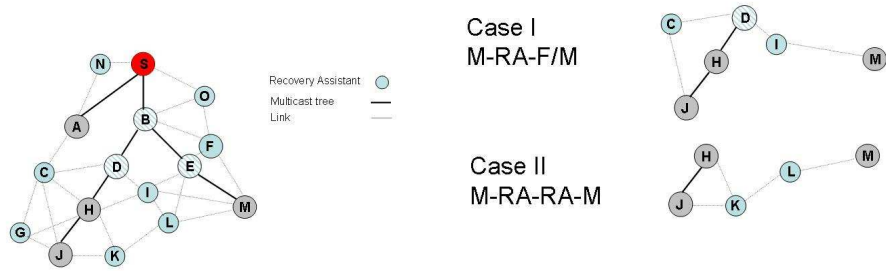 N
S
O
A
B
F
C
D
E
I
H
M
G
L
J
K
Recovery Assistant
Multicast tree
Link
Case I
M-RA-F/M
C
D
I
H
M
J
Case II
M-RA-RA-M
H
M
L
J
K